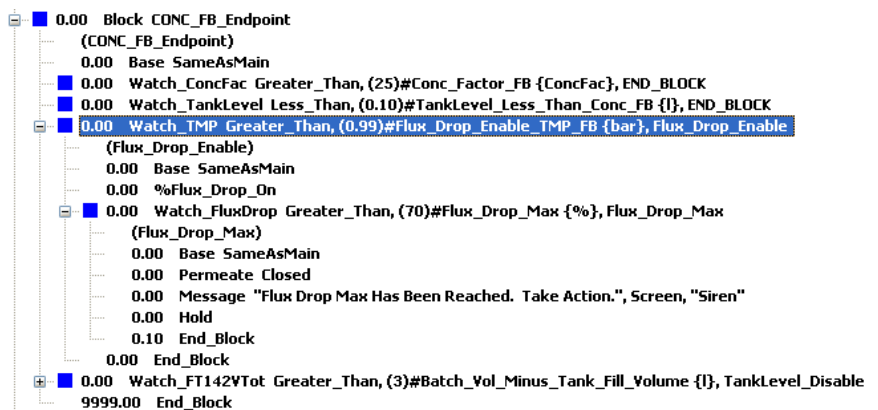 0.00 Block CONC_FB_Endpoint
(CONC_FB_Endpoint)
0.00 Base SameAsMain
0.00 Watch_ConcFac Greater_Than, (25)#Conc_Factor_FB {ConcFac}, END_BLOCK
0.00 Watch_TankLevel Less_Than, (0.10)#TankLevel_Less_Than_Conc_FB {l}, END_BLOCK
0.00 Watch_TMP Greater_Than, (0.99)#Flux_Drop_Enable_TMP_FB {bar}, Flux_Drop_Enable
(Flux_Drop_Enable)
0.00 Base SameAsMain
0.00 %Flux_Drop_On
0.00 Watch_FluxDrop Greater_Than, (70)#Flux_Drop_Max {%}, Flux_Drop_Max
(Flux_Drop_Max)
0.00 Base SameAsMain
0.00 Permeate Closed
0.00 Message "Flux Drop Max Has Been Reached. Take Action.", Screen, "Siren"
0.00 Hold
0.10 End_Block
0.00 End_Block
0.00 Watch_FT142VTot Greater_Than, (3)#Batch_Vol_Minus_Tank_Fill_Volume {l}, TankLevel_Disable
9999.00 End_Block